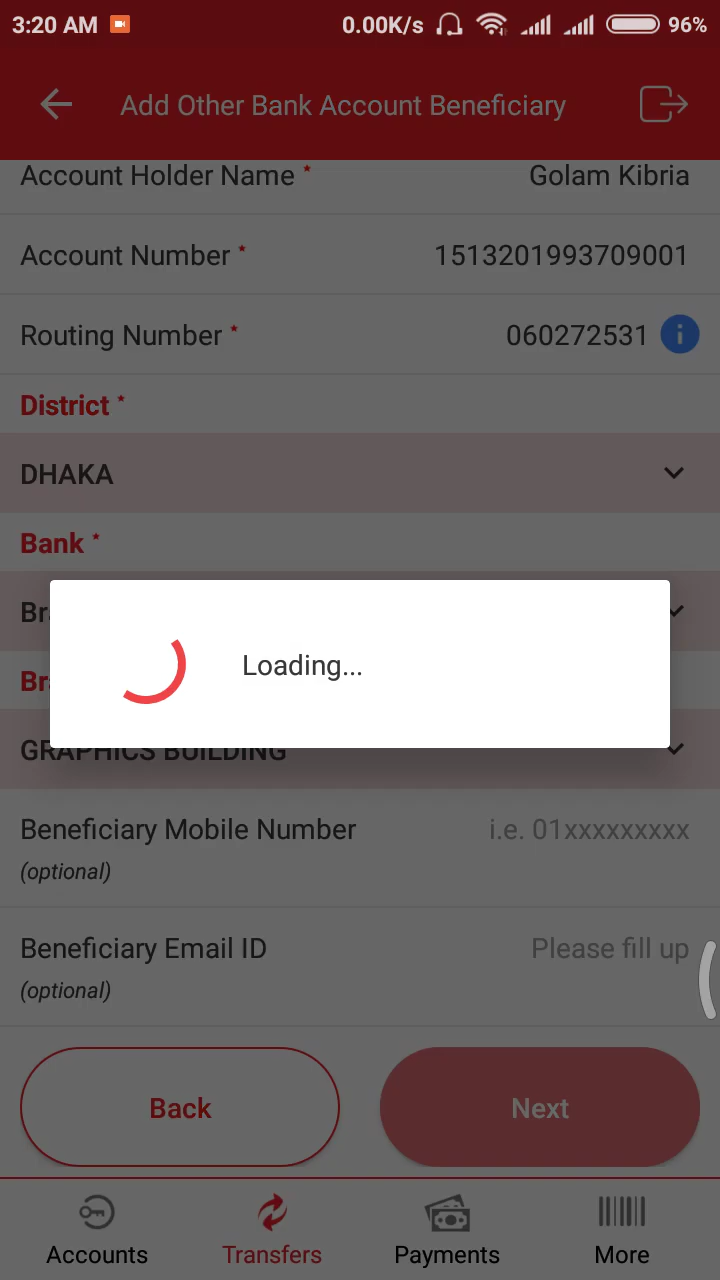 3:20 AM 0.00K/s 96%
Add Other Bank Account Beneficiary
Account Holder Name * Golam Kibria
Account Number * 1513201993709001
Routing Number * 060272531
District *
DHAKA
Bank *
Loading...
GRAPHICS BUILDING
Beneficiary Mobile Number i.e. 01xxxxxxxxx
(optional)
Beneficiary Email ID Please fill up
(optional)
Back Next
Accounts Transfers Payments More